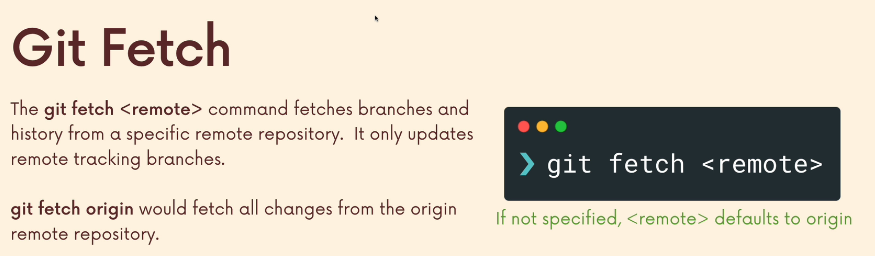 Git Fetch
The git fetch <remote> command fetches branches and
history from a specific remote repository.  It only updates
remote tracking branches.
git fetch origin would fetch all changes from the origin
remote repository.
❯ git fetch <remote>
If not specified, <remote> defaults to origin